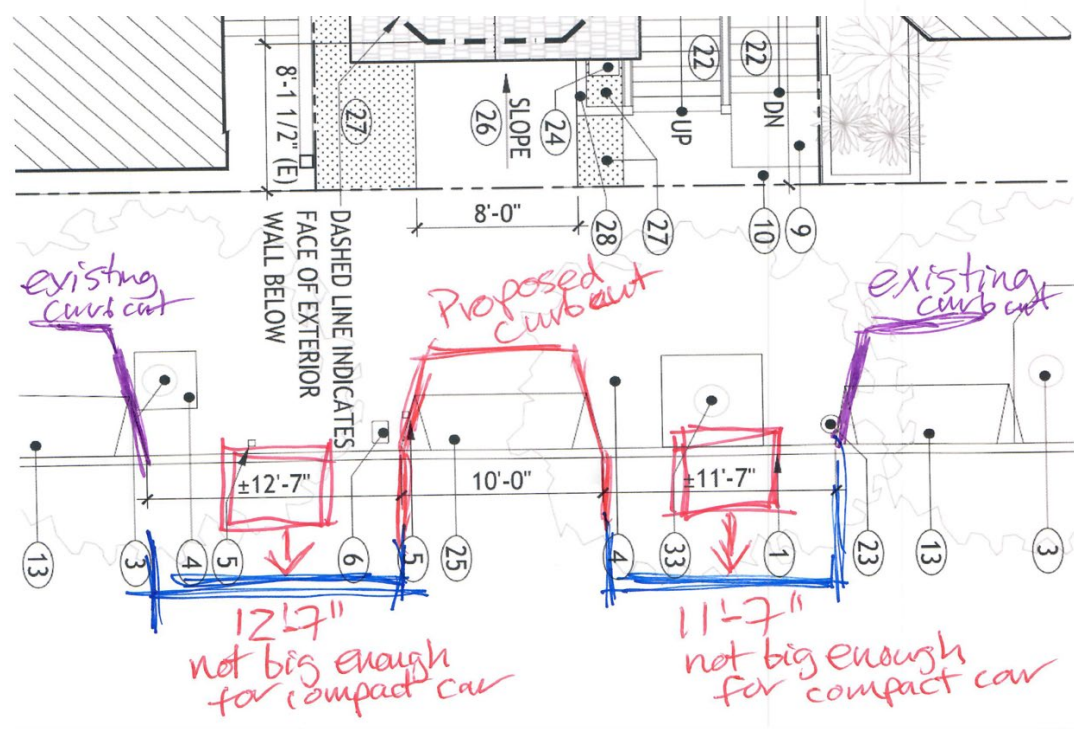 22
22
8'-1 1/2" (E)
27
26
SLOPE
24
UP
DN
8'-0"
28
27
10
9
DASHED LINE INDICATES
FACE OF EXTERIOR
WALL BELOW
existing
curb cut
Proposed
curb cut
existing
curb cut
±12'-7"
10'-0"
±11'-7"
13
3
4
5
6
5
25
4
33
1
23
13
3
12'-7"
not big enough
for compact car
11'-7"
not big enough
for compact car